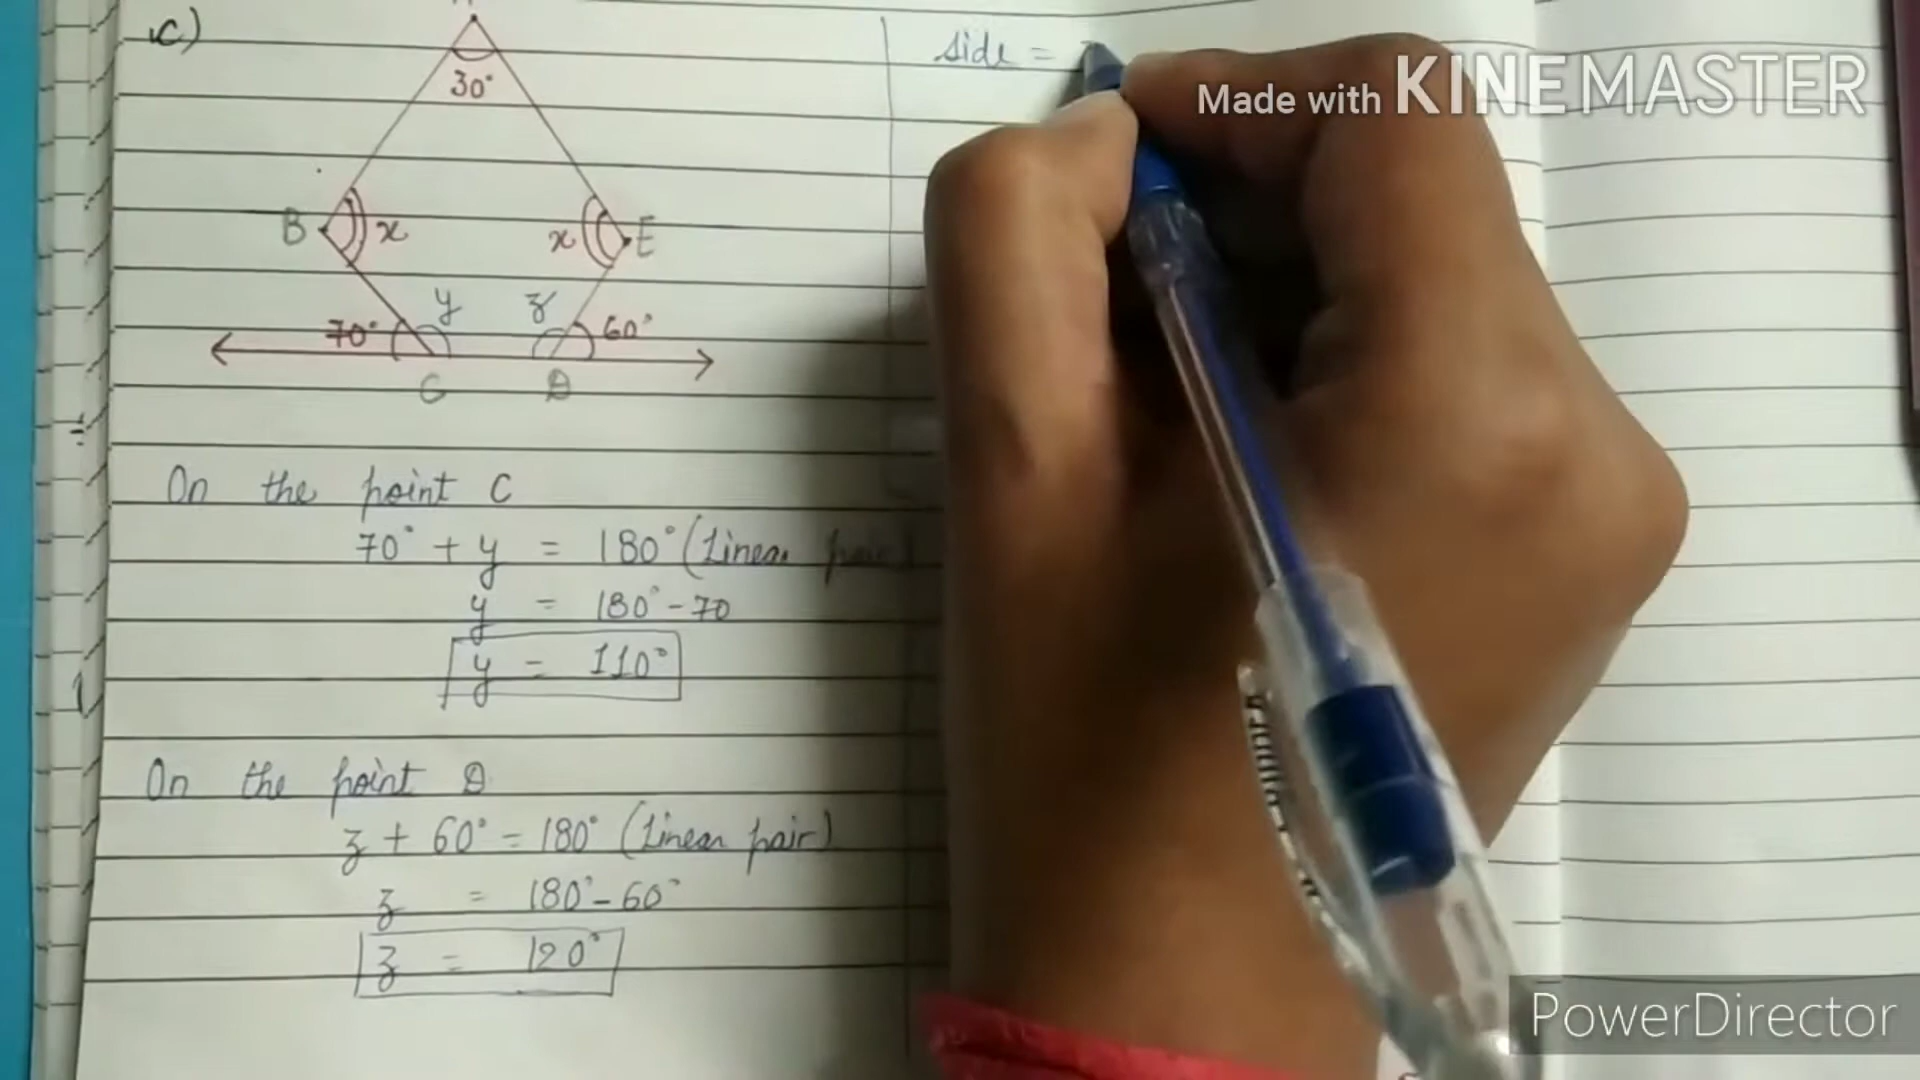 c)
30°
B x x E
y z
70° 60°
C D
On the point C
70° + y = 180° (Linear pair)
y = 180° - 70
y = 110°
On the point D
z + 60° = 180° (Linear pair)
z = 180° - 60°
z = 120°
side =
Made with KINEMASTER
PowerDirector